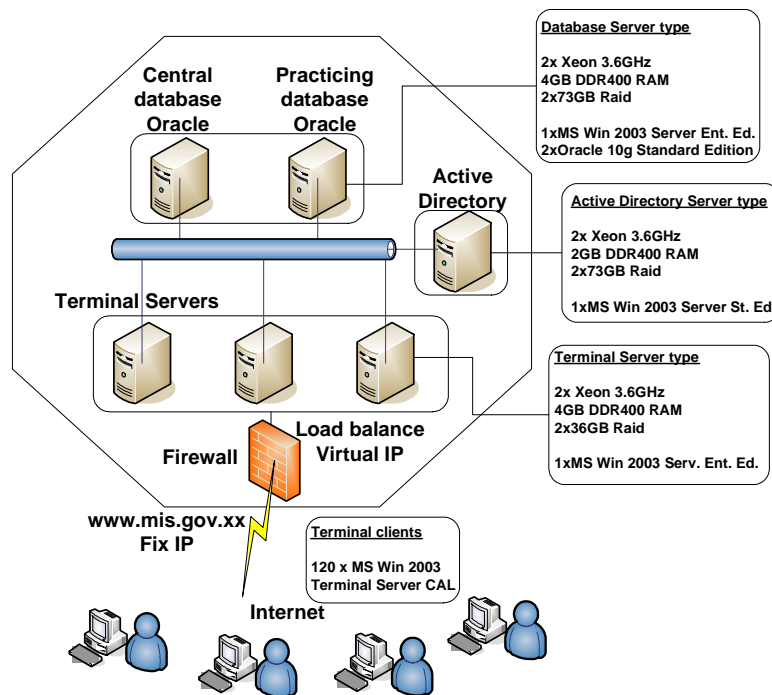 Central
database
Oracle
Practicing
database
Oracle
Active
Directory
Terminal Servers
Load balance
Virtual IP
Firewall
www.mis.gov.xx
Fix IP
Internet
Database Server type
2x Xeon 3.6GHz
4GB DDR400 RAM
2x73GB Raid
1xMS Win 2003 Server Ent. Ed.
2xOracle 10g Standard Edition
Active Directory Server type
2x Xeon 3.6GHz
2GB DDR400 RAM
2x73GB Raid
1xMS Win 2003 Server St. Ed
Terminal Server type
2x Xeon 3.6GHz
4GB DDR400 RAM
2x36GB Raid
1xMS Win 2003 Serv. Ent. Ed.
Terminal clients
120 x MS Win 2003
Terminal Server CAL